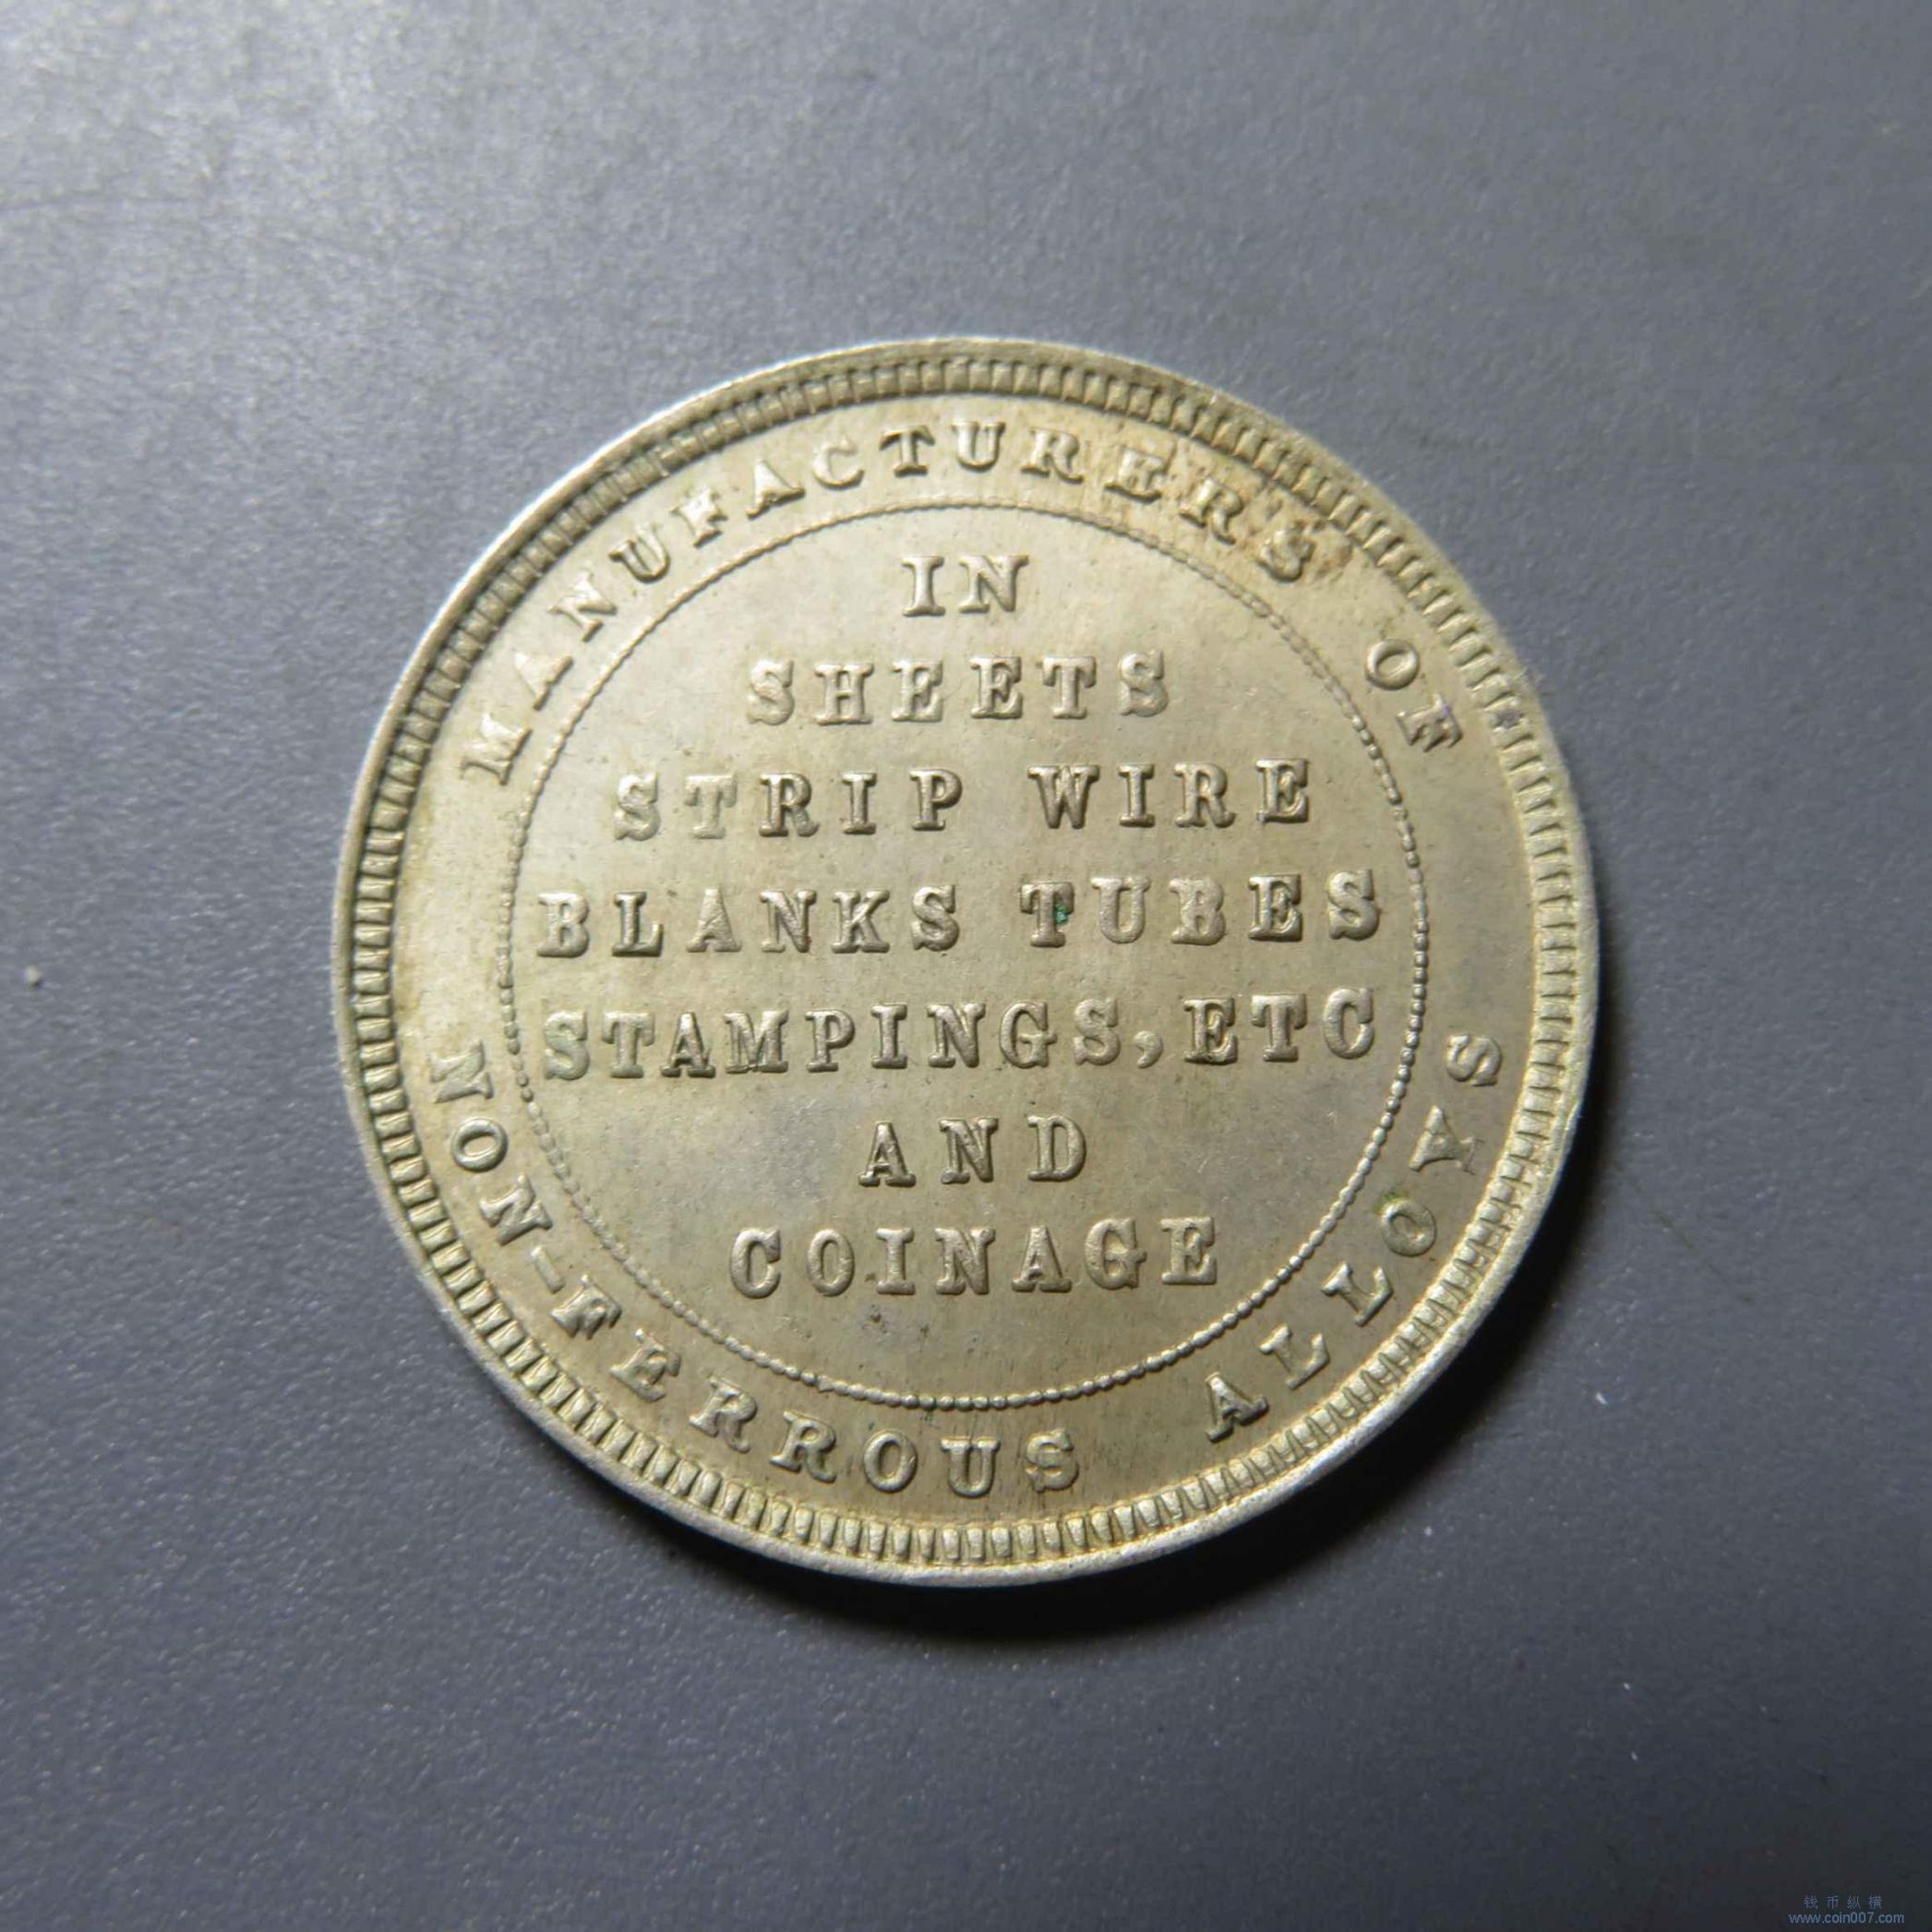 MANUFACTURERS OF
NON-FERROUS ALLOYS
IN
SHEETS
STRIP WIRE
BLANKS TUBES
STAMPINGS, ETC
AND
COINAGE
钱币纵横
www.coin007.com